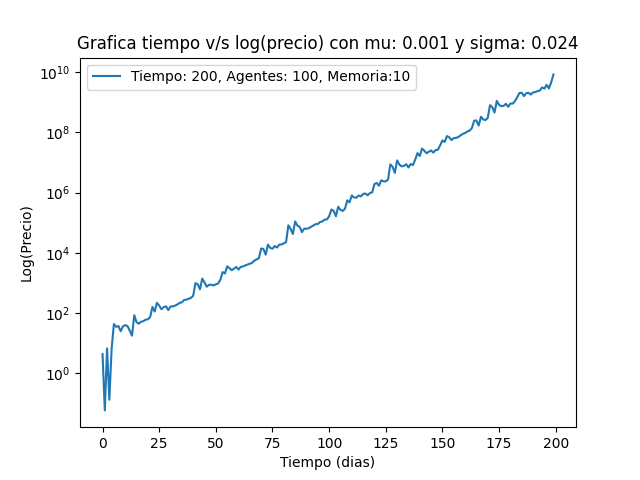 Grafica tiempo v/s log(precio) con mu: 0.001 y sigma: 0.024
Tiempo: 200, Agentes: 100, Memoria:10
Log(Precio)
10^10
10^8
10^6
10^4
10^2
10^0
0 25 50 75 100 125 150 175 200
Tiempo (dias)